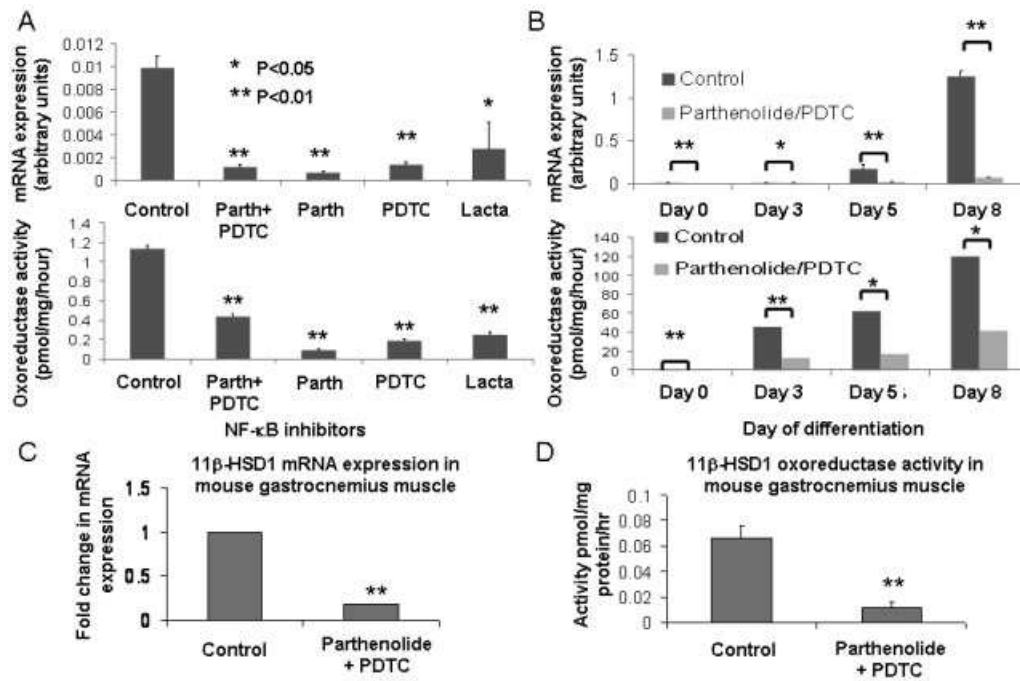 A
mRNA expression
(arbitrary units)
0.012
0.01
0.008
0.006
0.004
0.002
0
* P<0.05
** P<0.01
** ** ** *
Control Parth+ PDTC Parth PDTC Lacta
Oxoreductase activity
(pmol/mg/hour)
1.4
1.2
1
0.8
0.6
0.4
0.2
0
** ** ** **
Control Parth+ PDTC Parth PDTC Lacta
NF-κB inhibitors
B
mRNA expression
(arbitrary units)
1.5
1
0.5
0
Control
Parthenolide/PDTC
** * ** **
Day 0 Day 3 Day 5 Day 8
Oxoreductase activity
(pmol/mg/hour)
140
120
100
80
60
40
20
0
Control
Parthenolide/PDTC
** ** * *
Day 0 Day 3 Day 5 Day 8
Day of differentiation
C
11β-HSD1 mRNA expression in
mouse gastrocnemius muscle
Fold change in mRNA
expression
1.5
1
0.5
0
**
Control Parthenolide
+ PDTC
D
11β-HSD1 oxoreductase activity in
mouse gastrocnemius muscle
Activity pmol/mg
protein/hr
0.1
0.08
0.06
0.04
0.02
0
**
Control Parthenolide
+ PDTC